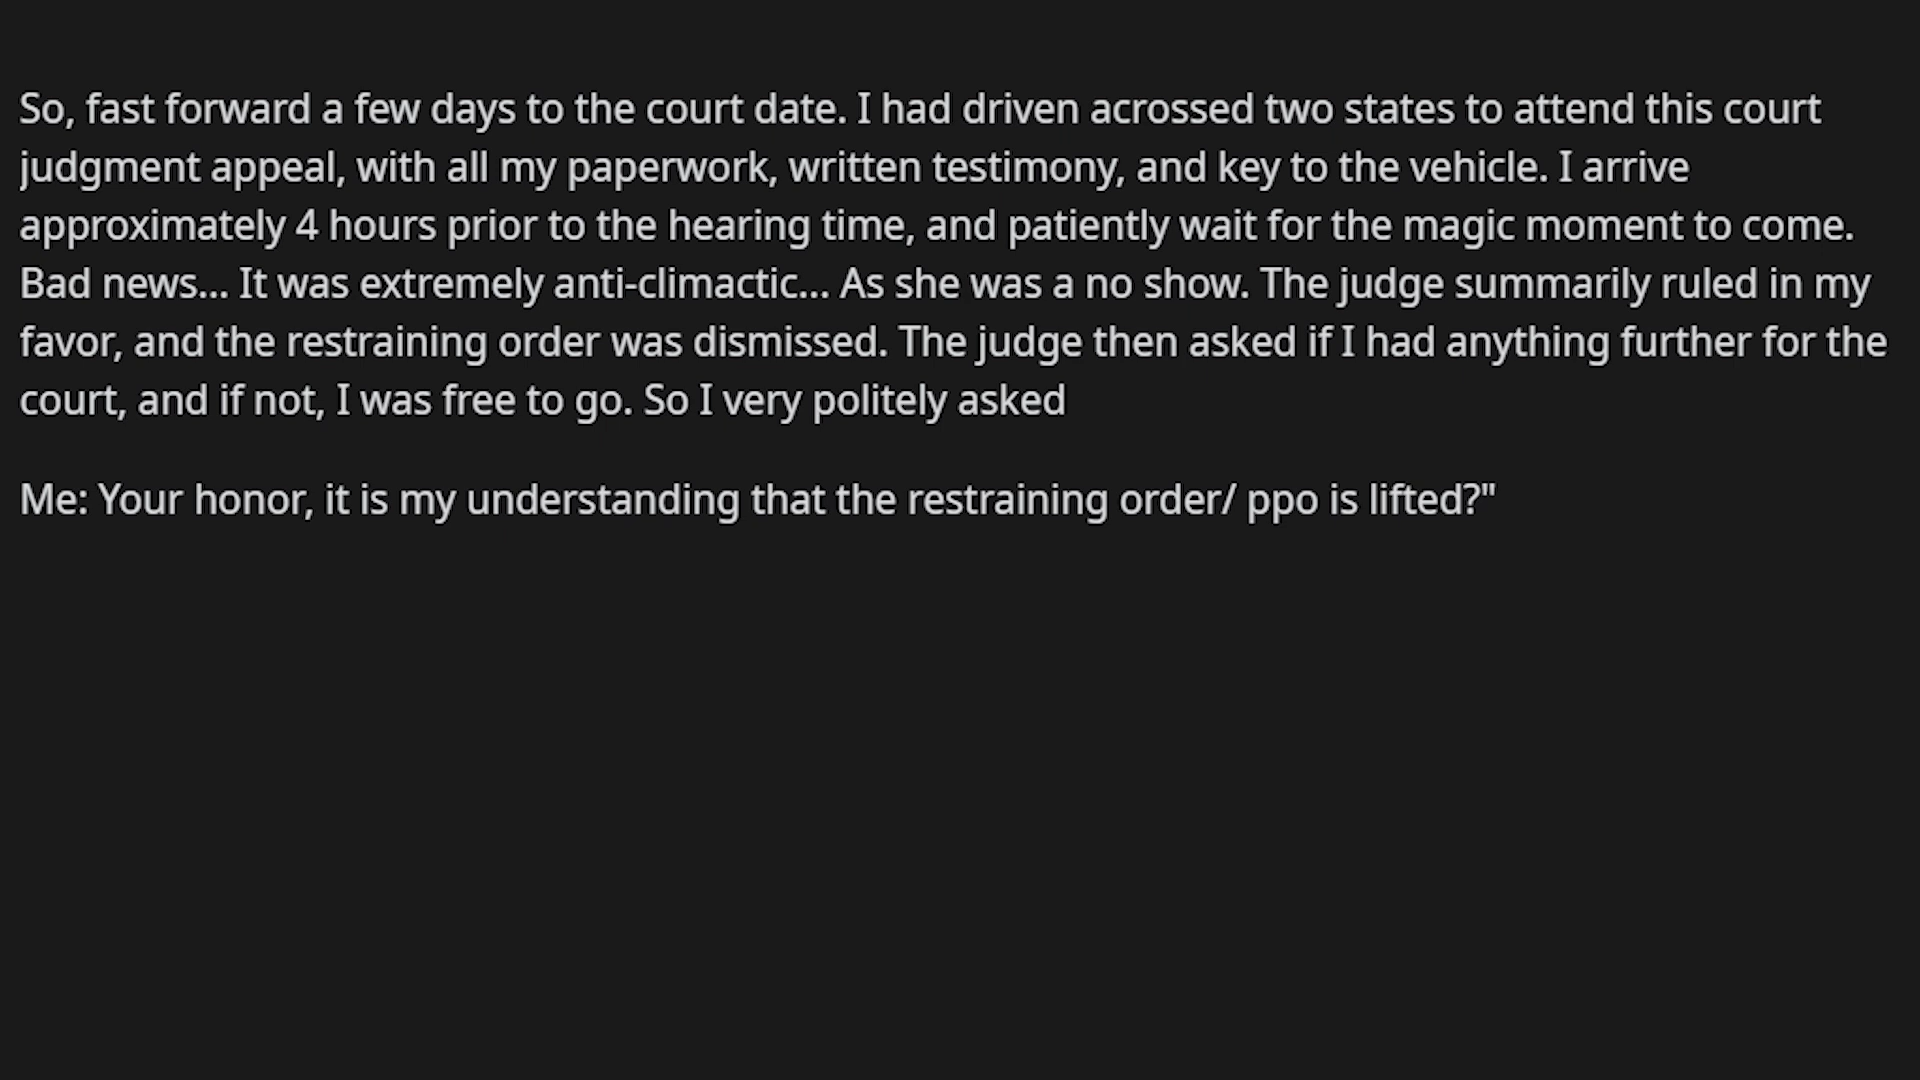 So, fast forward a few days to the court date. I had driven acrossed two states to attend this court
judgment appeal, with all my paperwork, written testimony, and key to the vehicle. I arrive
approximately 4 hours prior to the hearing time, and patiently wait for the magic moment to come.
Bad news... It was extremely anti-climactic... As she was a no show. The judge summarily ruled in my
favor, and the restraining order was dismissed. The judge then asked if I had anything further for the
court, and if not, I was free to go. So I very politely asked
Me: Your honor, it is my understanding that the restraining order/ ppo is lifted?"